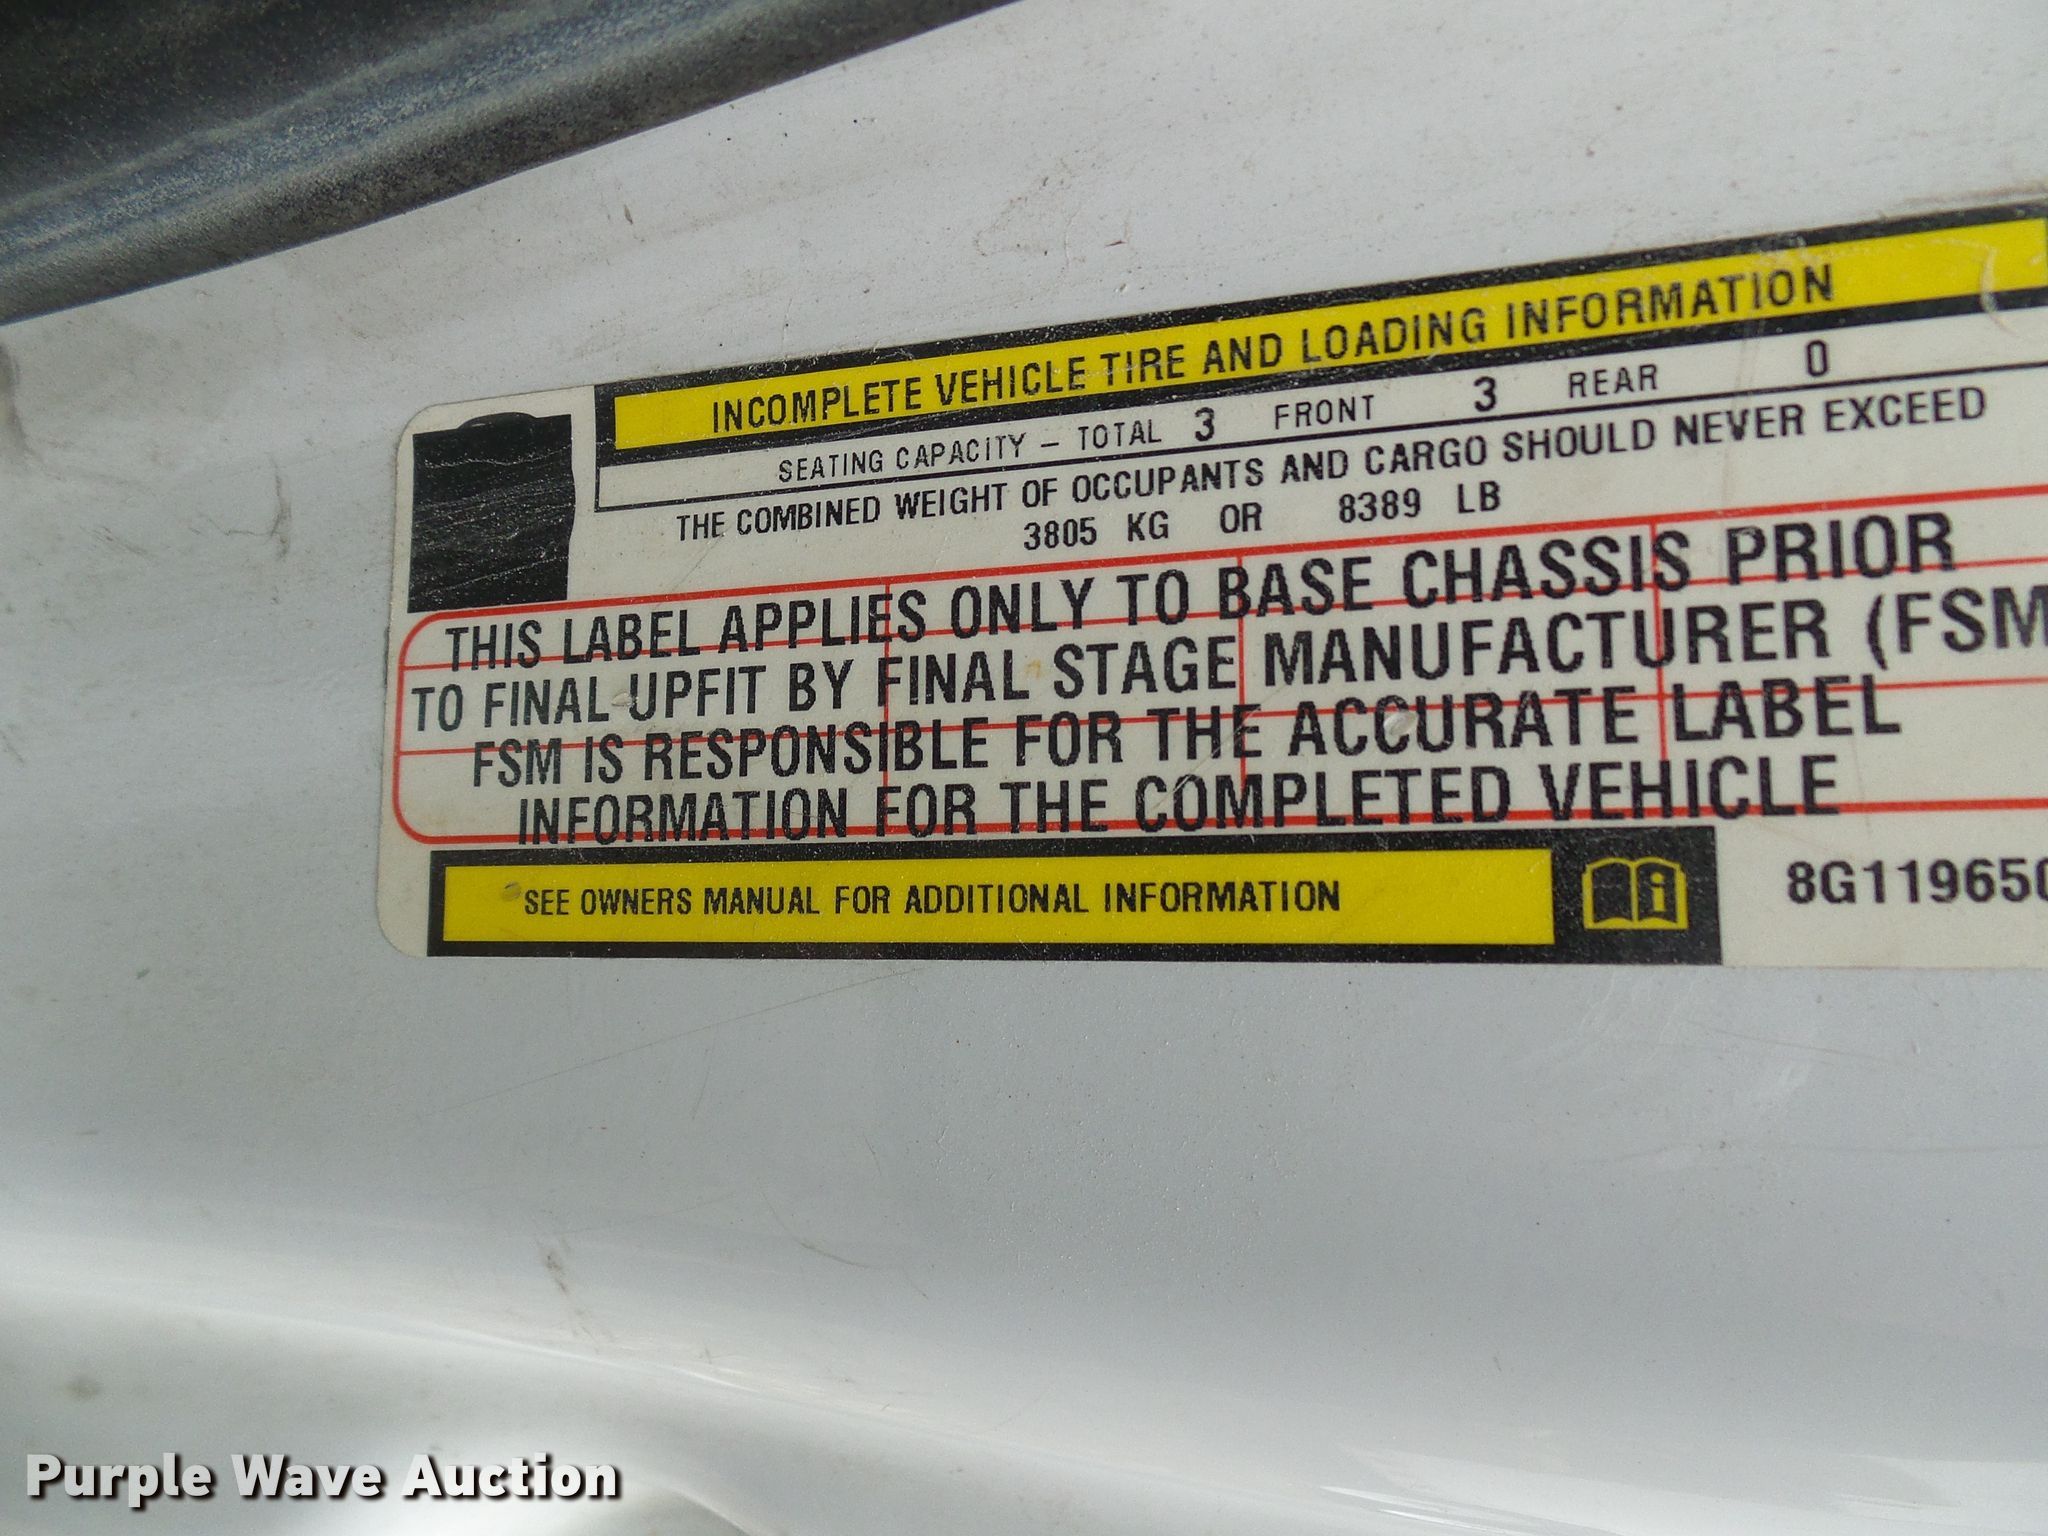 INCOMPLETE VEHICLE TIRE AND LOADING INFORMATION
SEATING CAPACITY - TOTAL 3 FRONT 3 REAR 0
THE COMBINED WEIGHT OF OCCUPANTS AND CARGO SHOULD NEVER EXCEED
3805 KG OR 8389 LB
THIS LABEL APPLIES ONLY TO BASE CHASSIS PRIOR
TO FINAL UPFIT BY FINAL STAGE MANUFACTURER (FSM
FSM IS RESPONSIBLE FOR THE ACCURATE LABEL
INFORMATION FOR THE COMPLETED VEHICLE
SEE OWNERS MANUAL FOR ADDITIONAL INFORMATION
8G119650
Purple Wave Auction